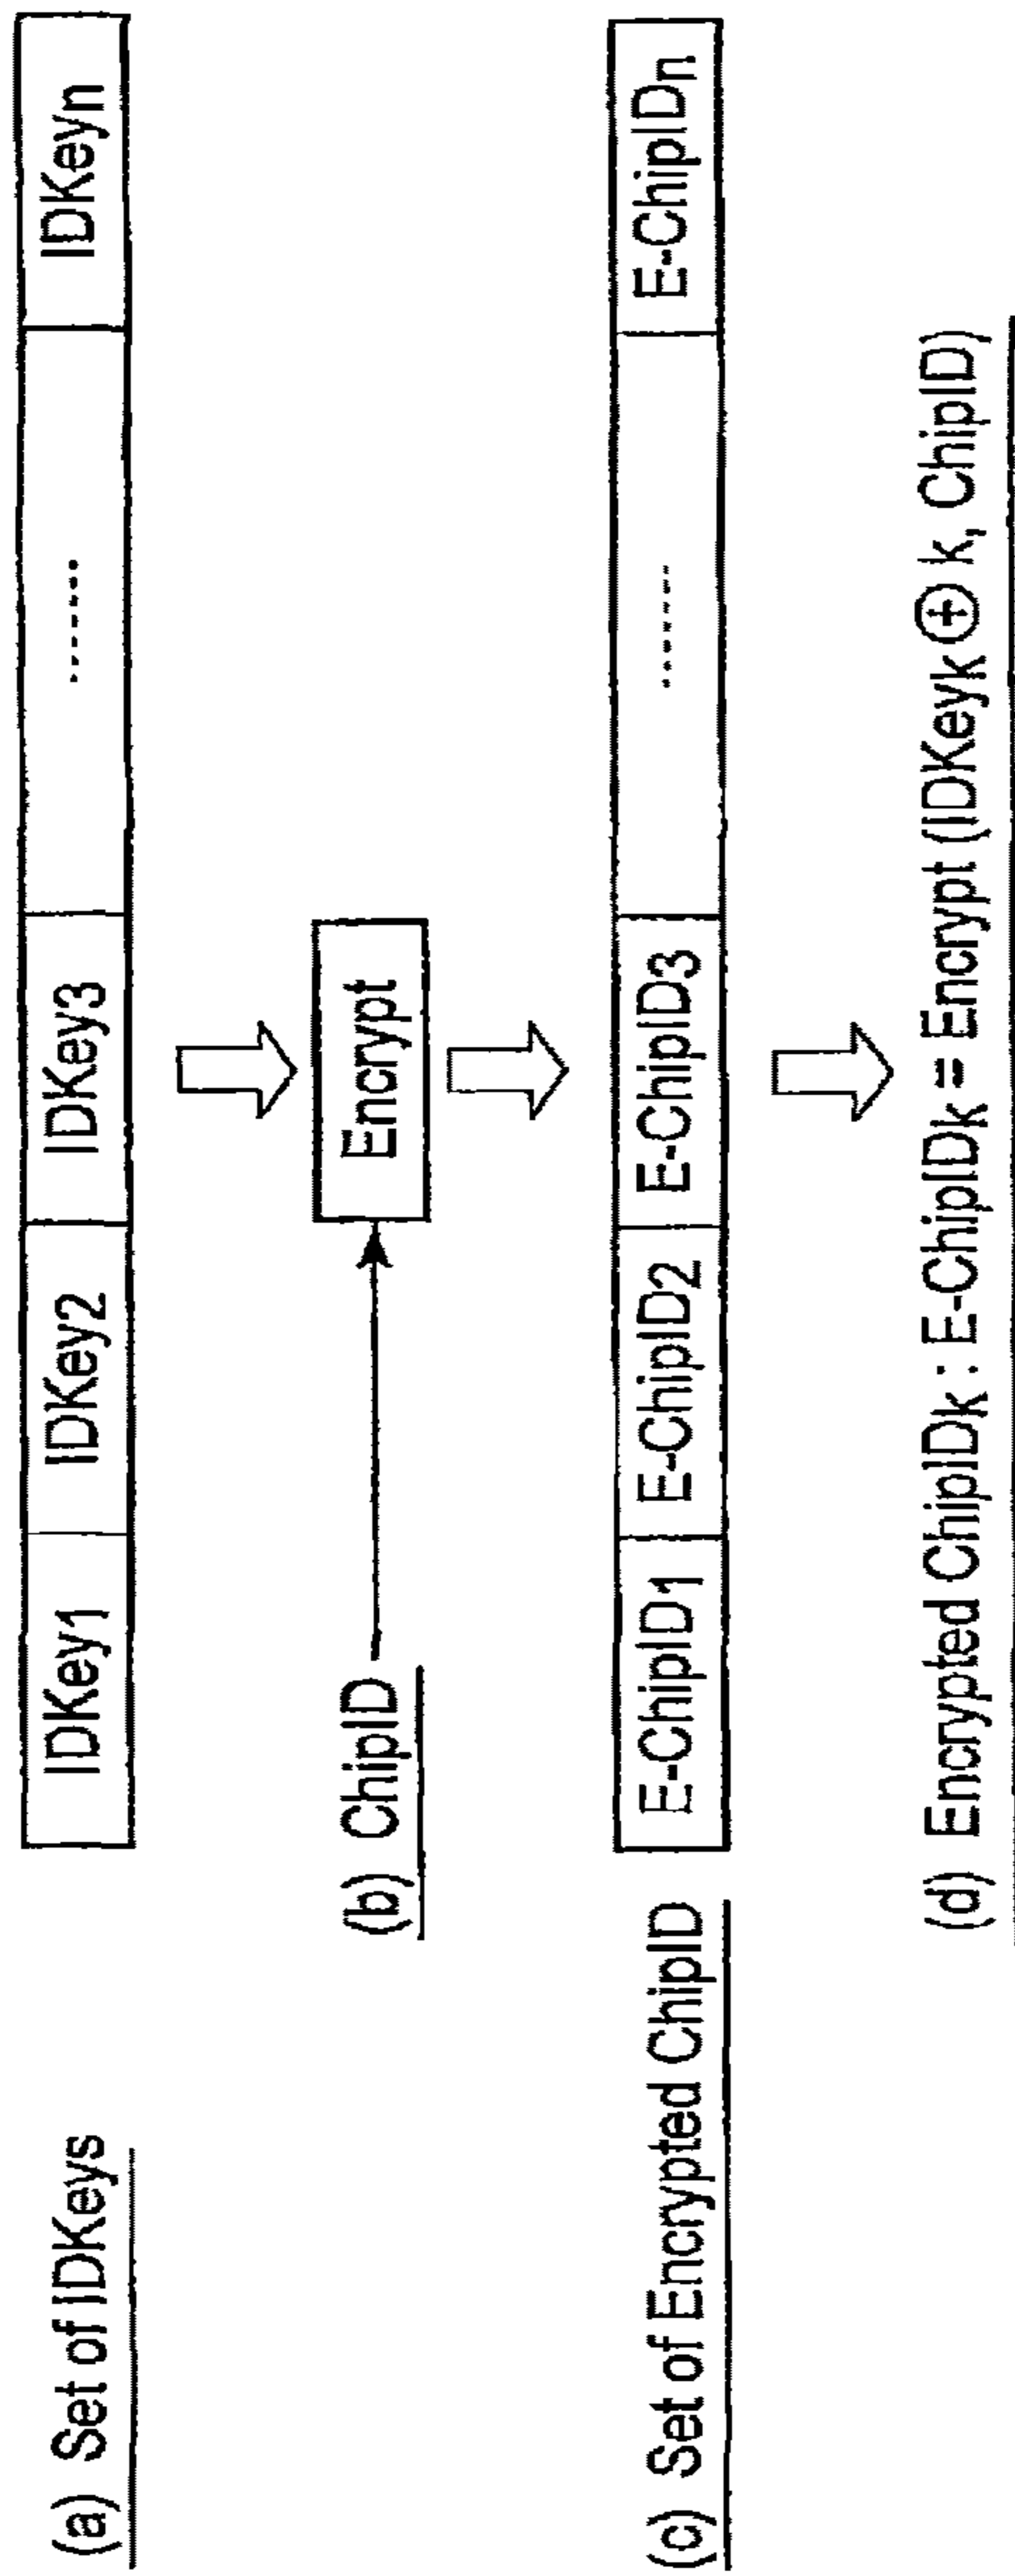 (a) Set of IDKeys
IDKey1 IDKey2 IDKey3 ....... IDKeyn
(b) ChipID
Encrypt
(c) Set of Encrypted ChipID
E-ChipID1 E-ChipID2 E-ChipID3 ....... E-ChipIDn
(d) Encrypted ChipIDk : E-ChipIDk = Encrypt (IDKeyk ⊕ k, ChipID)